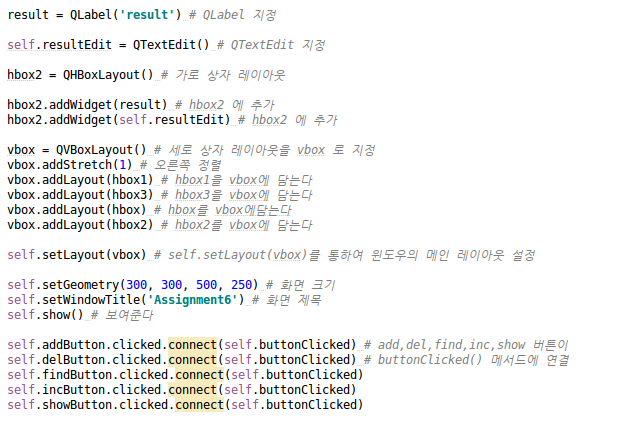 result = QLabel('result') # QLabel 지정
self.resultEdit = QTextEdit() # QTextEdit 지정
hbox2 = QHBoxLayout() # 가로 상자 레이아웃
hbox2.addWidget(result) # hbox2 에 추가
hbox2.addWidget(self.resultEdit) # hbox2 에 추가
vbox = QVBoxLayout() # 세로 상자 레이아웃을 vbox 로 지정
vbox.addStretch(1) # 오른쪽 정렬
vbox.addLayout(hbox1) # hbox1을 vbox에 담는다
vbox.addLayout(hbox3) # hbox3을 vbox에 담는다
vbox.addLayout(hbox) # hbox를 vbox에담는다
vbox.addLayout(hbox2) # hbox2를 vbox에 담는다
self.setLayout(vbox) # self.setLayout(vbox)를 통하여 윈도우의 메인 레이아웃 설정
self.setGeometry(300, 300, 500, 250) # 화면 크기
self.setWindowTitle('Assignment6') # 화면 제목
self.show() # 보여준다
self.addButton.clicked.connect(self.buttonClicked) # add,del,find,inc,show 버튼이
self.delButton.clicked.connect(self.buttonClicked) # buttonClicked() 메서드에 연결
self.findButton.clicked.connect(self.buttonClicked)
self.incButton.clicked.connect(self.buttonClicked)
self.showButton.clicked.connect(self.buttonClicked)